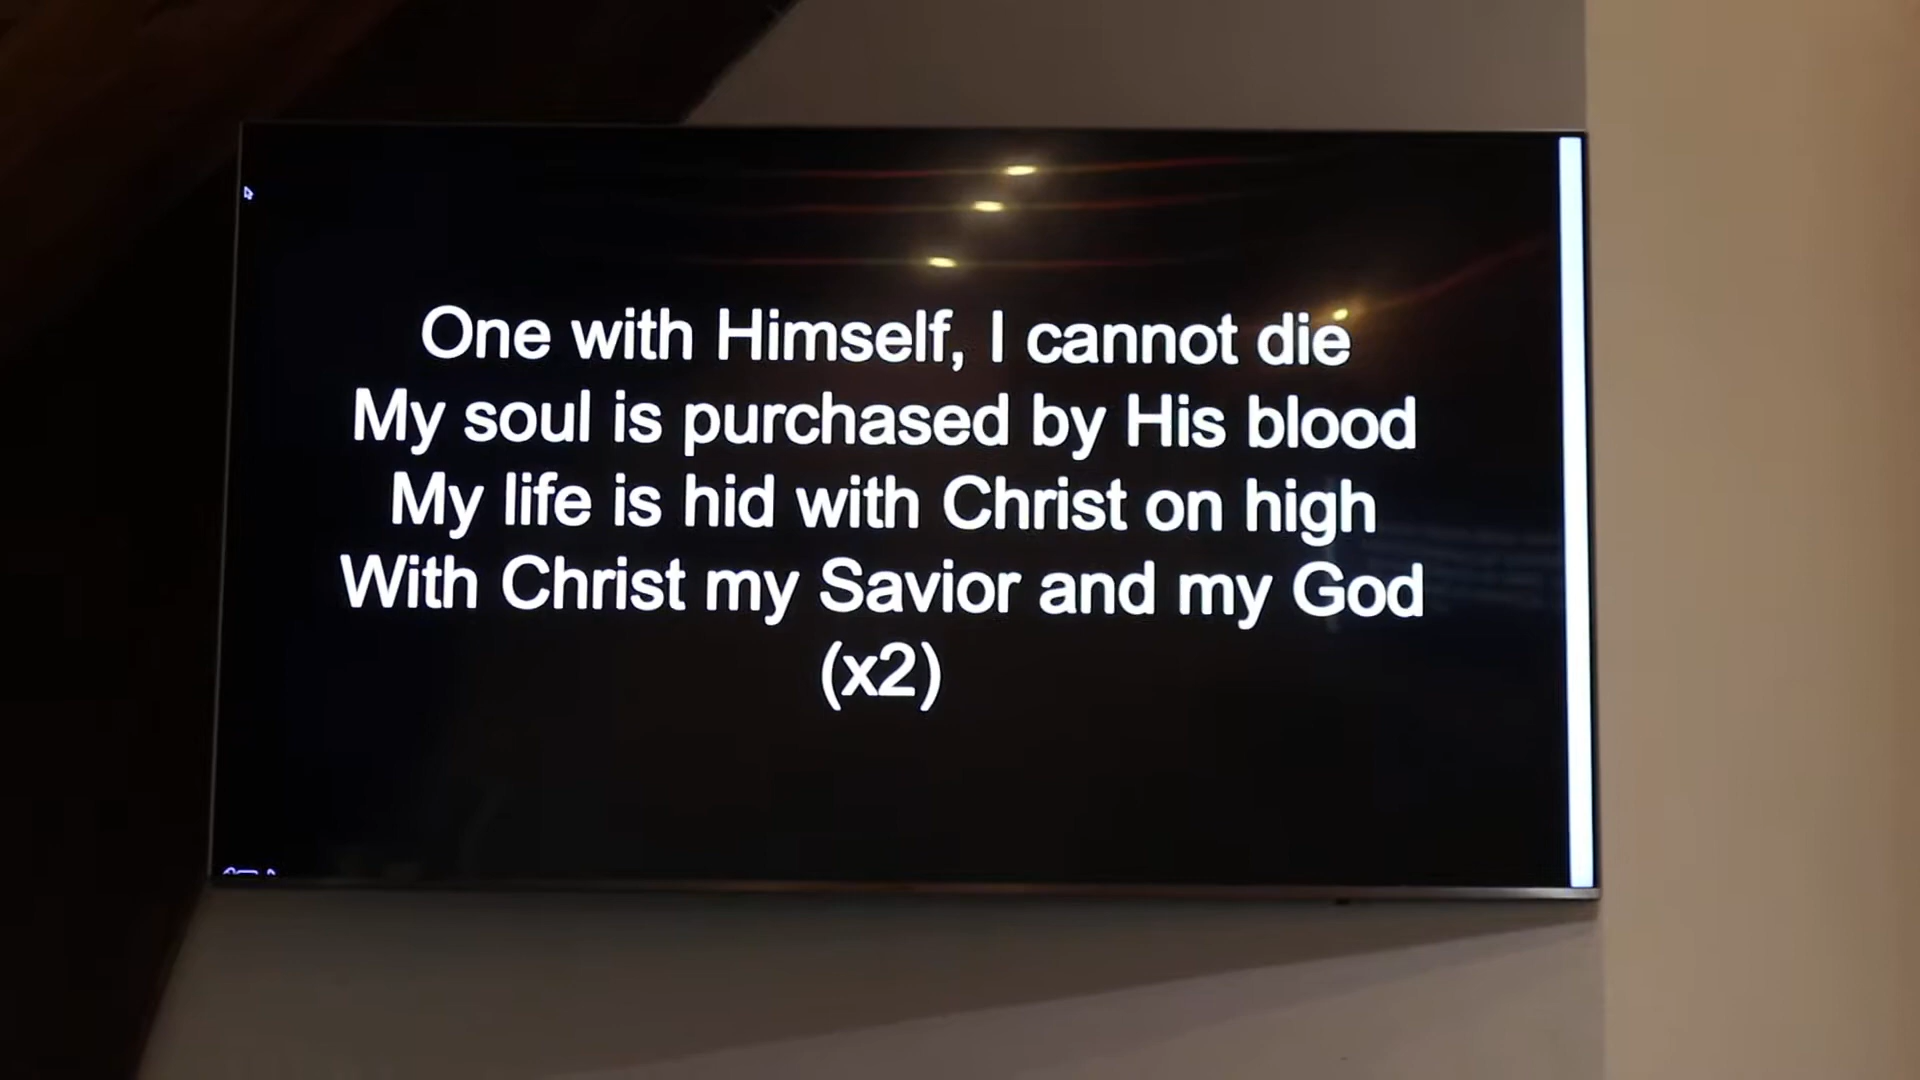 One with Himself, I cannot die
My soul is purchased by His blood
My life is hid with Christ on high
With Christ my Savior and my God
(x2)